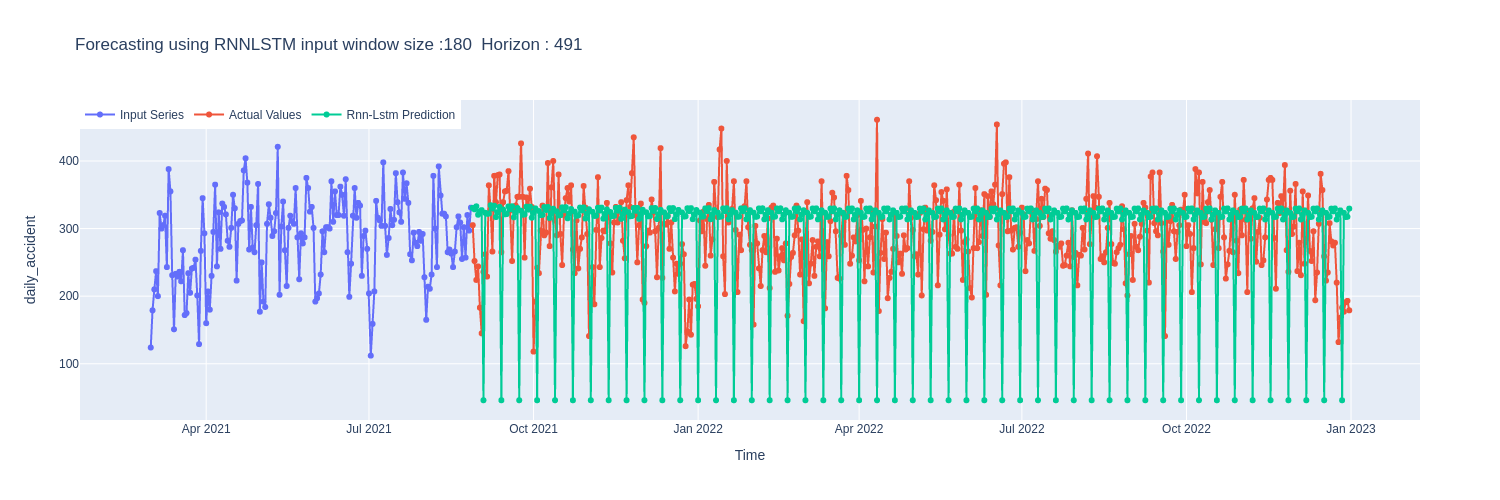 Forecasting using RNNLSTM input window size :180  Horizon : 491
Input Series
Actual Values
Rnn-Lstm Prediction
400
300
200
100
daily_accident
Apr 2021
Jul 2021
Oct 2021
Jan 2022
Apr 2022
Jul 2022
Oct 2022
Jan 2023
Time